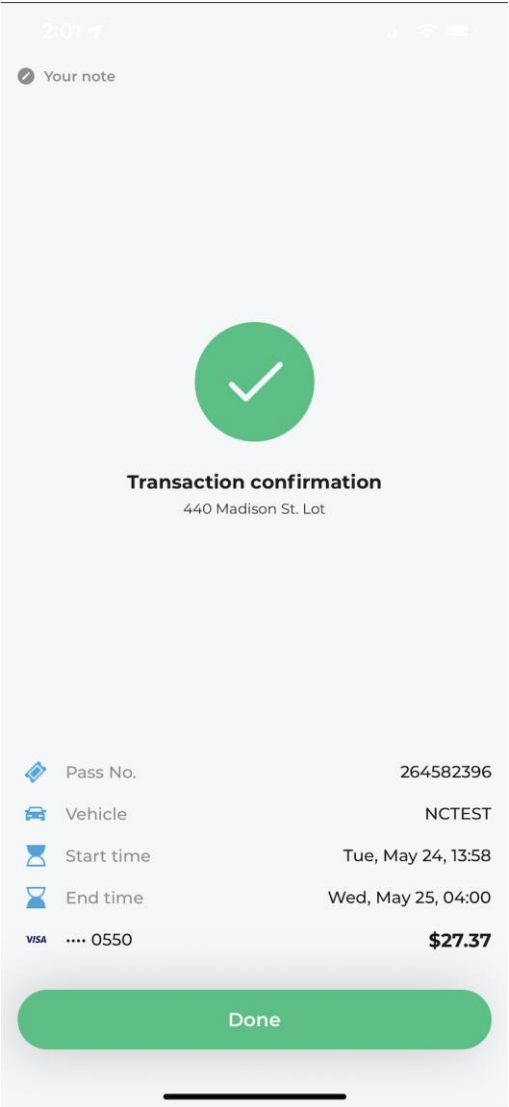 2:01
Your note
Transaction confirmation
440 Madison St. Lot
Pass No. 264582396
Vehicle NCTEST
Start time Tue, May 24, 13:58
End time Wed, May 25, 04:00
VISA •••• 0550 $27.37
Done